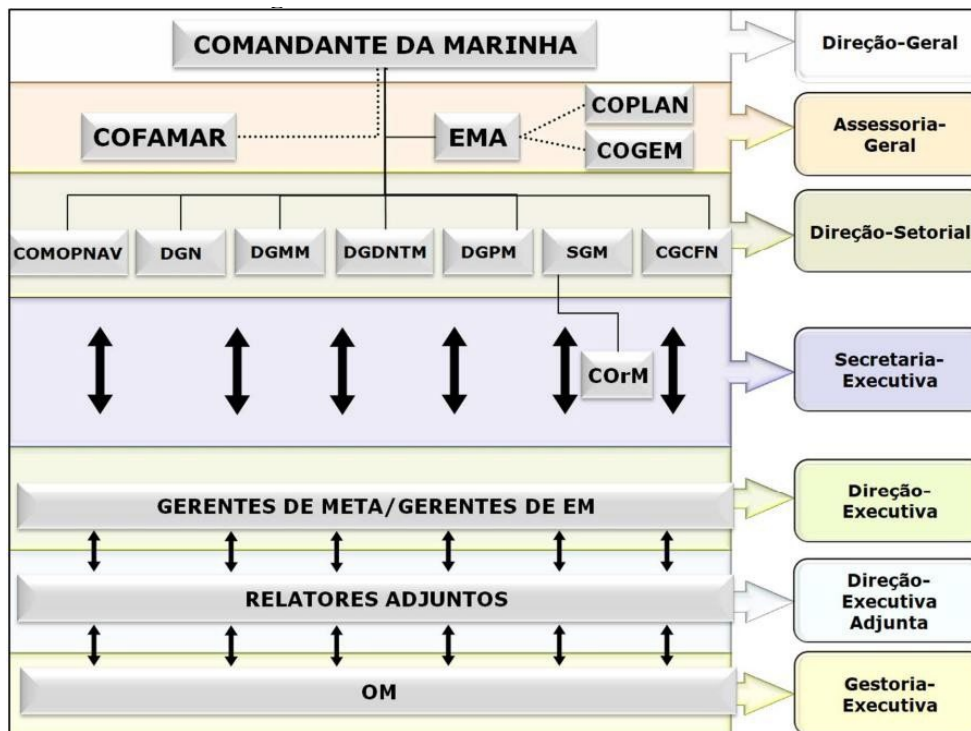 COMANDANTE DA MARINHA
Direção-Geral
COFAMAR
EMA
COPLAN
COGEM
Assessoria-
Geral
COMOPNAV
DGN
DGMM
DGDNTM
DGPM
SGM
CGCFN
Direção-Setorial
COrM
Secretaria-
Executiva
GERENTES DE META/GERENTES DE EM
Direção-
Executiva
RELATORES ADJUNTOS
Direção-
Executiva
Adjunta
OM
Gestoria-
Executiva